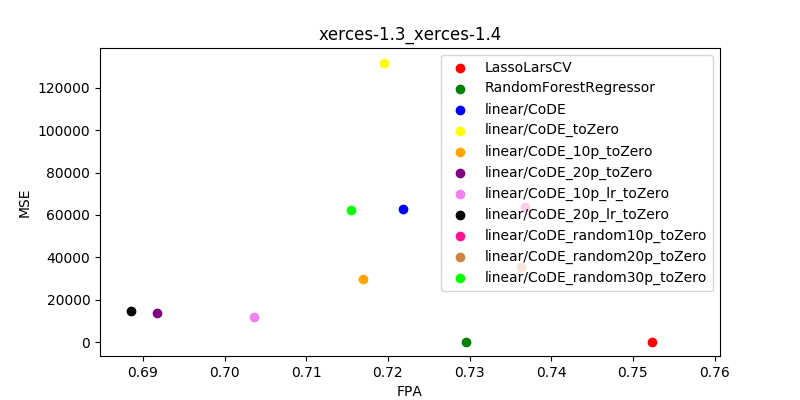 xerces-1.3_xerces-1.4
MSE
120000
100000
80000
60000
40000
20000
0
LassoLarsCV
RandomForestRegressor
linear/CoDE
linear/CoDE_toZero
linear/CoDE_10p_toZero
linear/CoDE_20p_toZero
linear/CoDE_10p_lr_toZero
linear/CoDE_20p_lr_toZero
linear/CoDE_random10p_toZero
linear/CoDE_random20p_toZero
linear/CoDE_random30p_toZero
0.69 0.70 0.71 0.72 0.73 0.74 0.75 0.76
FPA